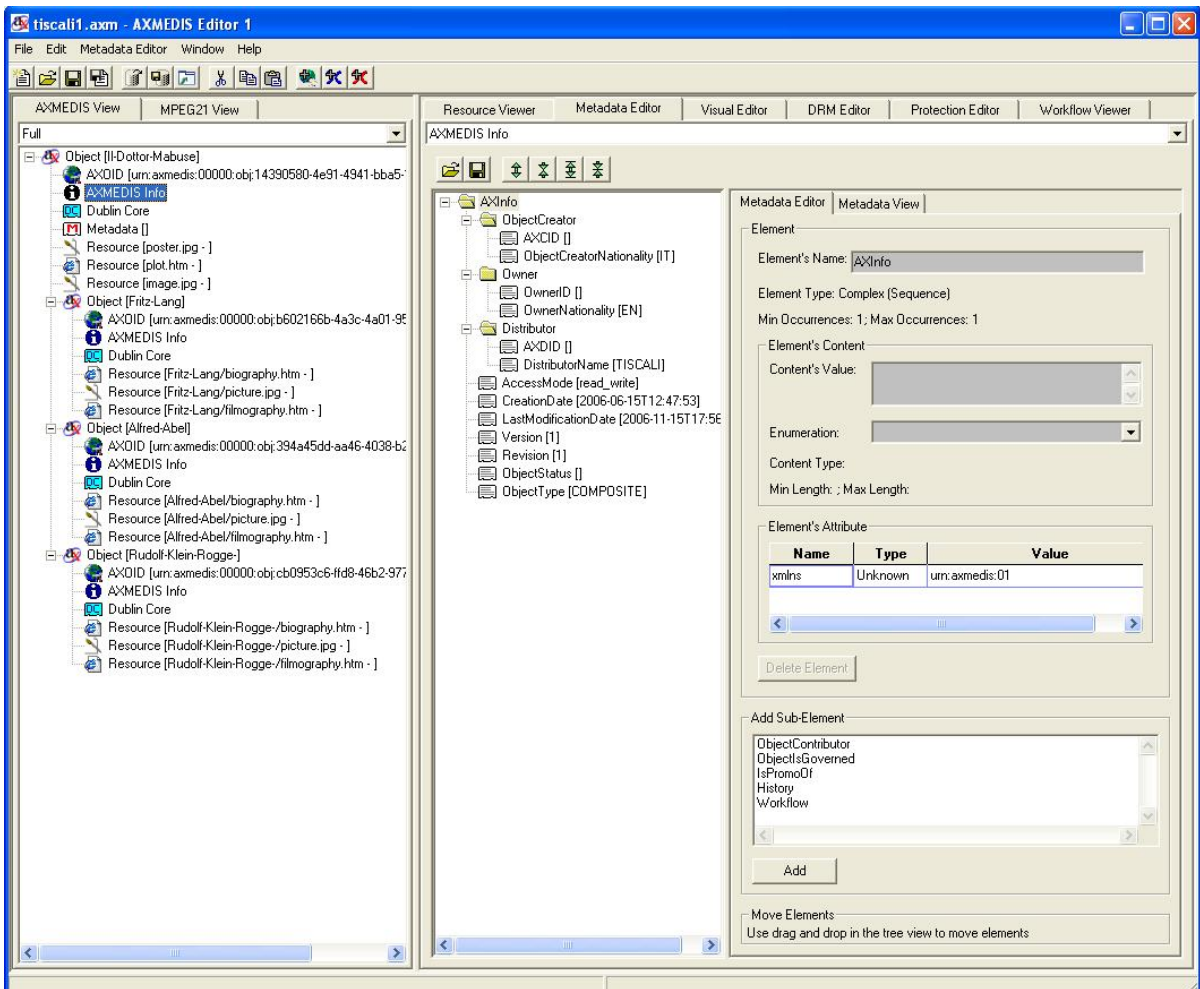 tiscali1.axm - AXMEDIS Editor 1
File Edit Metadata Editor Window Help
AXMEDIS View MPEG21 View
Full
Object [Il-Dottor-Mabuse]
AXOID [urn:axmedis:00000:obj:14390580-4e91-4941-bba5-
AXMEDIS Info
DC Dublin Core
M Metadata []
Resource [poster.jpg - ]
Resource [plot.htm - ]
Resource [image.jpg - ]
Object [Fritz-Lang]
AXOID [urn:axmedis:00000:obj:b602166b-4a3c-4a01-95
AXMEDIS Info
DC Dublin Core
Resource [Fritz-Lang/biography.htm - ]
Resource [Fritz-Lang/picture.jpg - ]
Resource [Fritz-Lang/filmography.htm - ]
Object [Alfred-Abel]
AXOID [urn:axmedis:00000:obj:394a45dd-aa46-4038-b2
AXMEDIS Info
DC Dublin Core
Resource [Alfred-Abel/biography.htm - ]
Resource [Alfred-Abel/picture.jpg - ]
Resource [Alfred-Abel/filmography.htm - ]
Object [Rudolf-Klein-Rogge-]
AXOID [urn:axmedis:00000:obj:cb0953c6-ffd8-46b2-977
AXMEDIS Info
DC Dublin Core
Resource [Rudolf-Klein-Rogge-/biography.htm - ]
Resource [Rudolf-Klein-Rogge-/picture.jpg - ]
Resource [Rudolf-Klein-Rogge-/filmography.htm - ]
Resource Viewer Metadata Editor Visual Editor DRM Editor Protection Editor Workflow Viewer
AXMEDIS Info
AXInfo
ObjectCreator
AXCID []
ObjectCreatorNationality [IT]
Owner
OwnerID []
OwnerNationality [EN]
Distributor
AXDID []
DistributorName [TISCALI]
AccessMode [read_write]
CreationDate [2006-06-15T12:47:53]
LastModificationDate [2006-11-15T17:56
Version [1]
Revision [1]
ObjectStatus []
ObjectType [COMPOSITE]
Metadata Editor Metadata View
Element
Element's Name: AXInfo
Element Type: Complex (Sequence)
Min Occurrences: 1; Max Occurrences: 1
Element's Content
Content's Value:
Enumeration:
Content Type:
Min Length: ; Max Length:
Element's Attribute
Name Type Value
xmlns Unknown urn:axmedis:01
Delete Element
Add Sub-Element
ObjectContributor
ObjectIsGoverned
IsPromoOf
History
Workflow
Add
Move Elements
Use drag and drop in the tree view to move elements